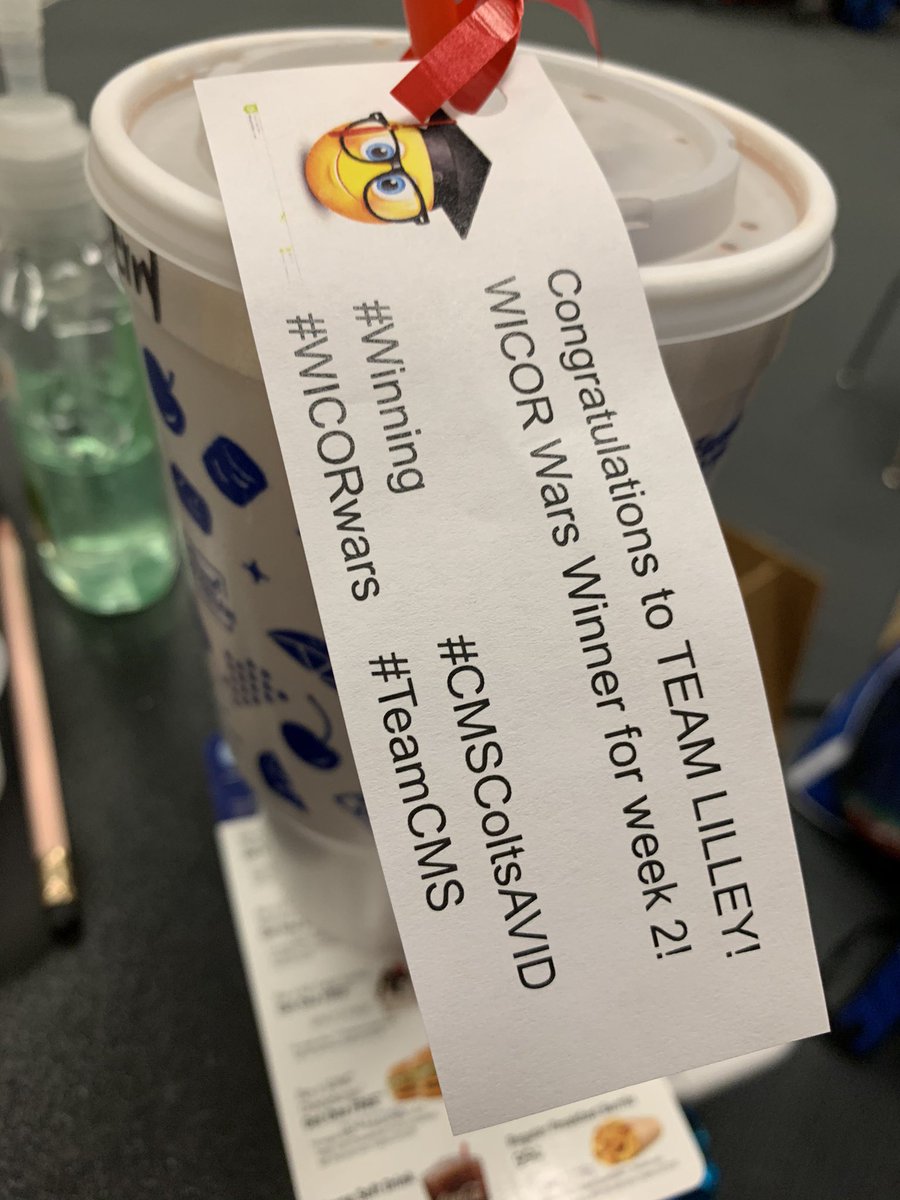 Congratulations to TEAM LILLEY!
WICOR Wars Winner for week 2!
#CMSColtsAVID
#Winning
#TeamCMS
#WICORwars